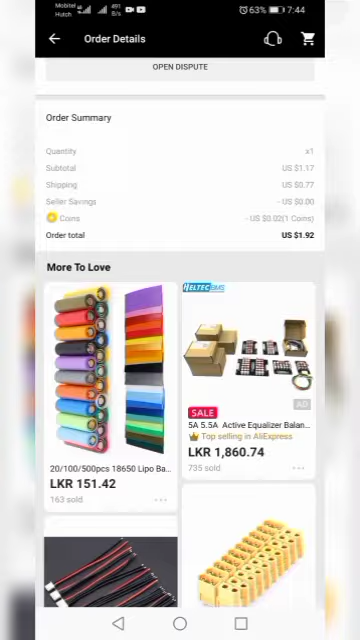 Mobitel
Hutch
491
B/s
63%
7:44
Order Details
OPEN DISPUTE
Order Summary
Quantity x1
Subtotal US $1.17
Shipping US $0.77
Seller Savings - US $0.00
Coins - US $0.02(1 Coins)
Order total US $1.92
More To Love
HELTEC BMS
AD
20/100/500pcs 18650 Lipo Ba...
LKR 151.42
163 sold
SALE
5A 5.5A Active Equalizer Balan...
Top selling in AliExpress
LKR 1,860.74
735 sold